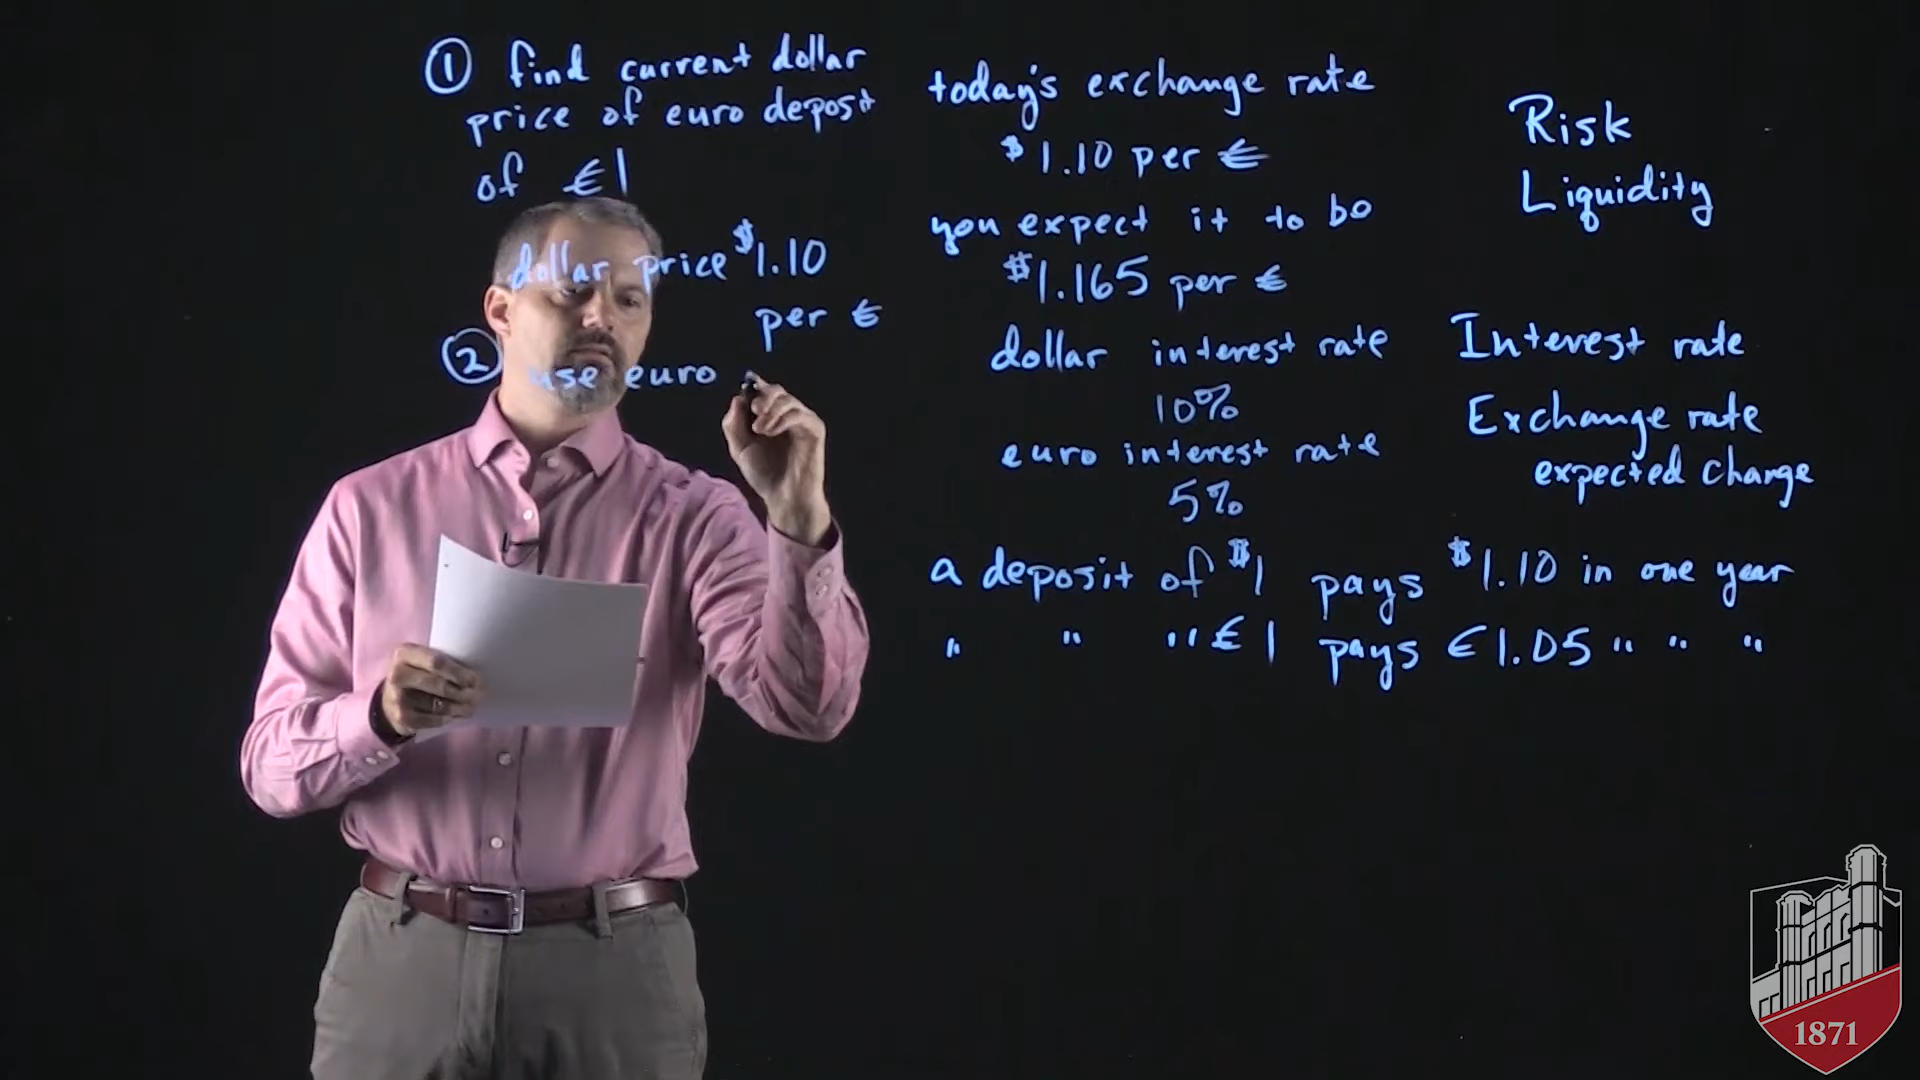 ① find current dollar
price of euro deposit
of €1
dollar price $1.10
per €
② use euro
today's exchange rate
$1.10 per €
you expect it to be
$1.165 per €
dollar interest rate
10%
euro interest rate
5%
Risk
Liquidity
Interest rate
Exchange rate
expected change
a deposit of $1 pays $1.10 in one year
" " " €1 pays €1.05 " " "
1871